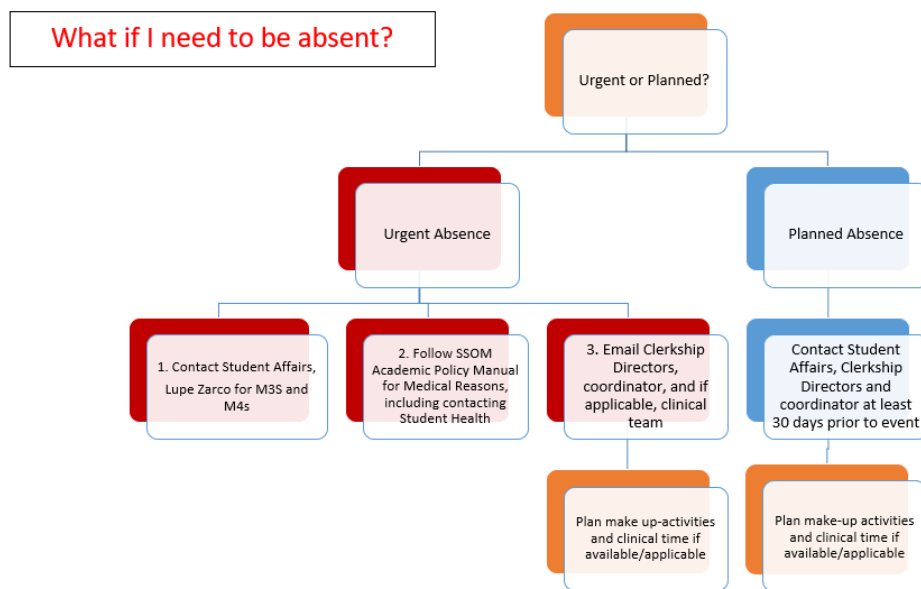 What if I need to be absent?
Urgent or Planned?
Urgent Absence
Planned Absence
1. Contact Student Affairs,
Lupe Zarco for M3S and
M4s
2. Follow SSOM
Academic Policy Manual
for Medical Reasons,
including contacting
Student Health
3. Email Clerkship
Directors,
coordinator, and if
applicable, clinical
team
Contact Student
Affairs, Clerkship
Directors and
coordinator at least
30 days prior to event
Plan make up-activities
and clinical time if
available/applicable
Plan make-up activities
and clinical time if
available/applicable